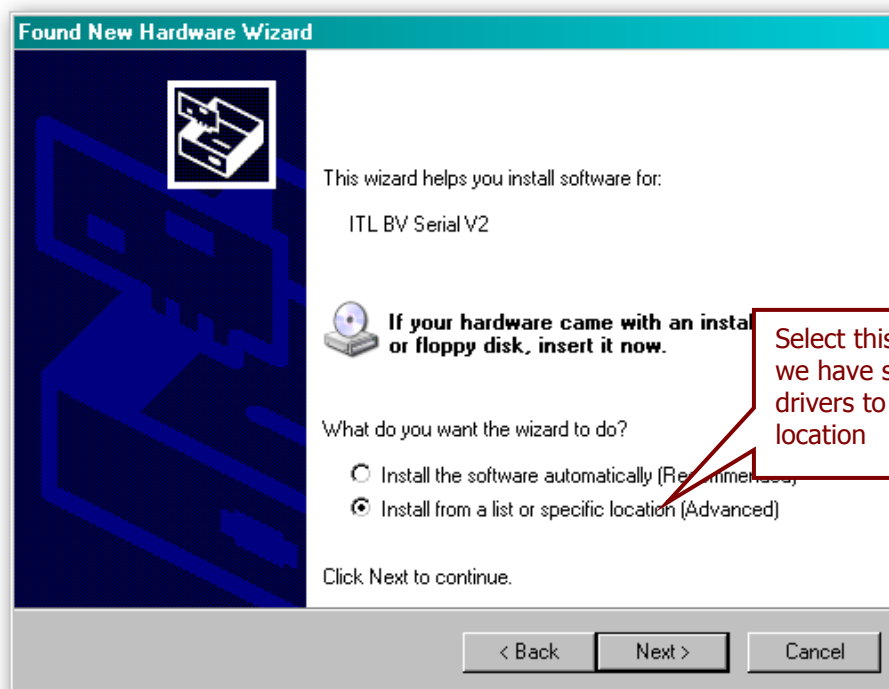 Found New Hardware Wizard
This wizard helps you install software for:
ITL BV Serial V2
If your hardware came with an instal
or floppy disk, insert it now.
Select this
we have s
drivers to
location
What do you want the wizard to do?
Install the software automatically (Recommended)
Install from a list or specific location (Advanced)
Click Next to continue.
< Back
Next >
Cancel